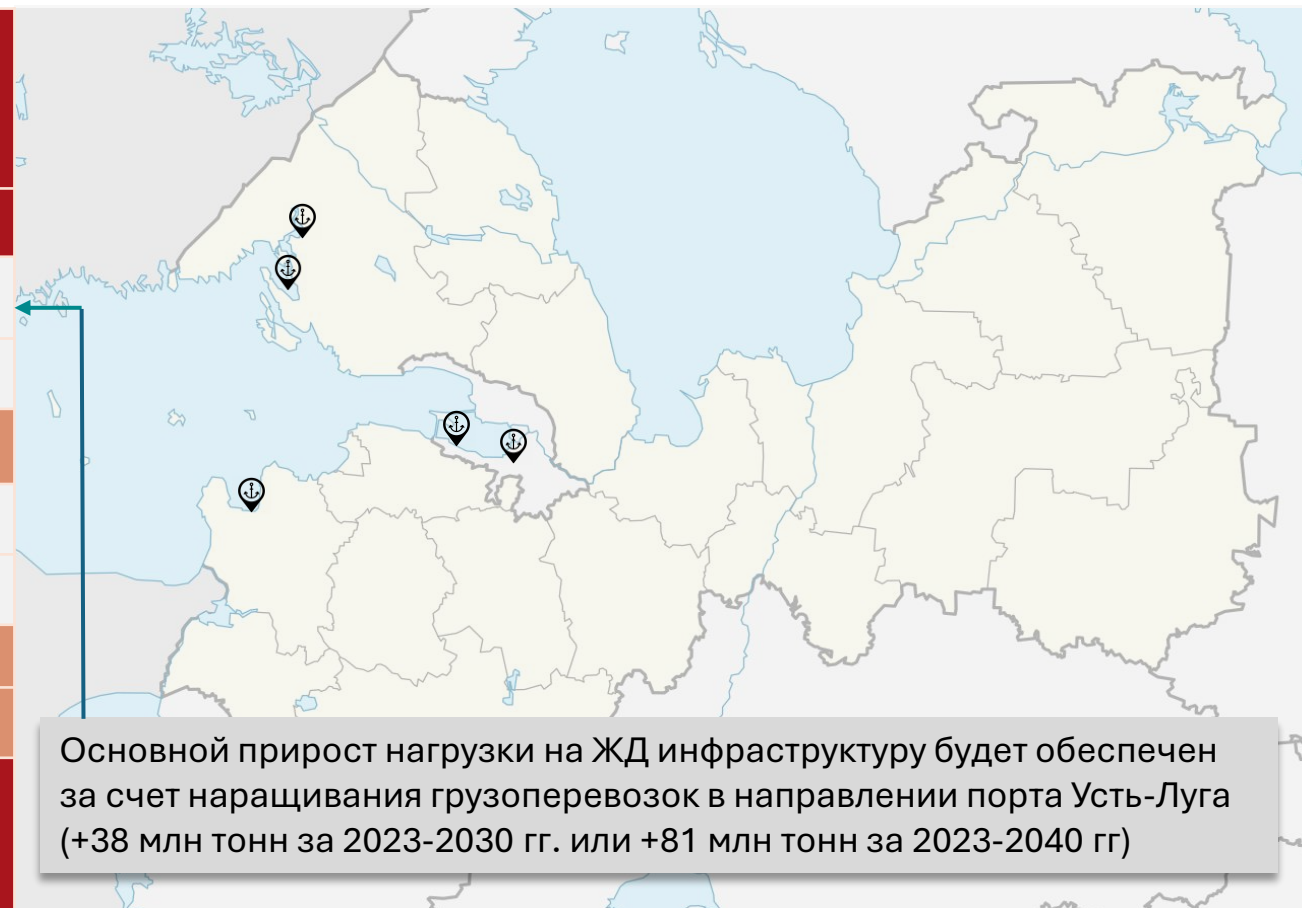 Основной прирост нагрузки на ЖД инфраструктуру будет обеспечен
за счет наращивания грузоперевозок в направлении порта Усть-Луга
(+38 млн тонн за 2023-2030 гг. или +81 млн тонн за 2023-2040 гг)